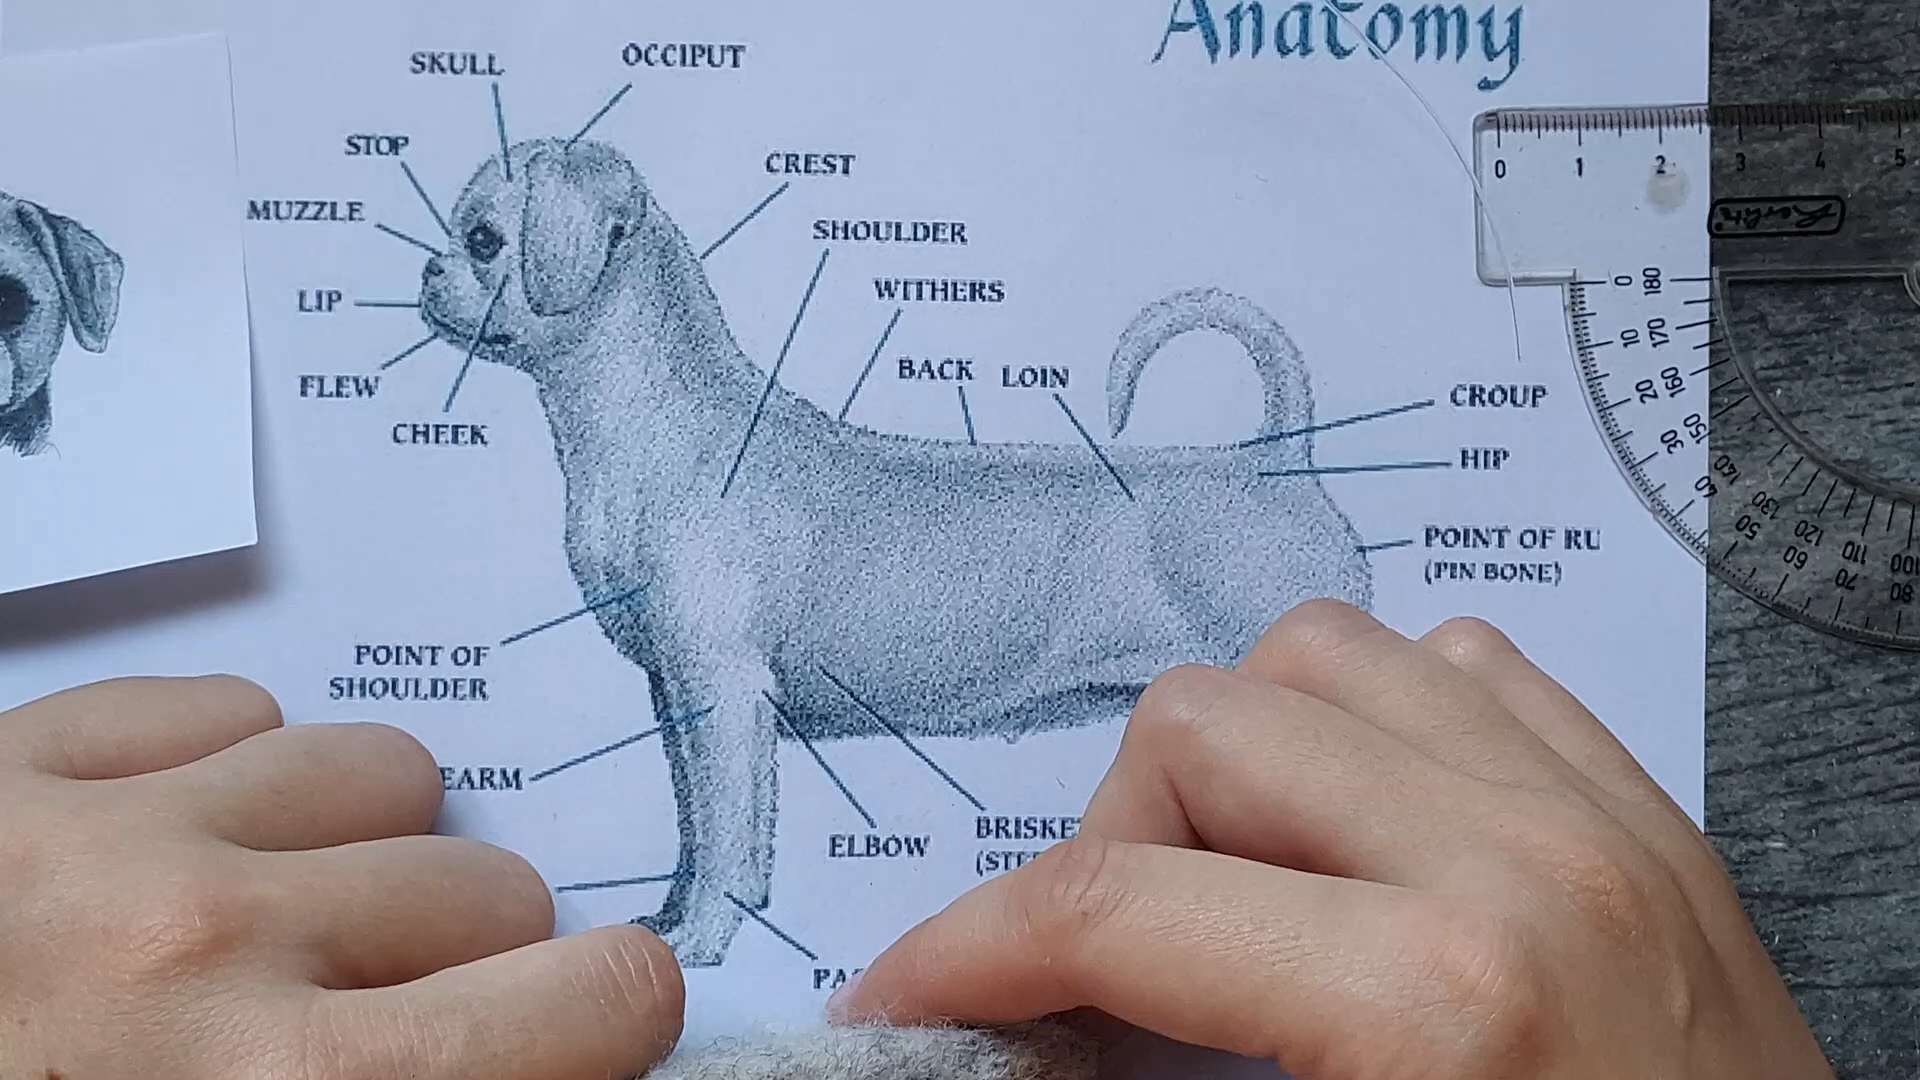 Anatomy
SKULL
OCCIPUT
STOP
CREST
MUZZLE
SHOULDER
WITHERS
LIP
BACK
LOIN
FLEW
CROUP
CHEEK
HIP
POINT OF RU
(PIN BONE)
POINT OF
SHOULDER
EARM
ELBOW
BRISKE
(STE
PA
0 1 2 3 4 5
0 10 20 30 40 50 60 70 80
180 170 160 150 140 130 120 110 100